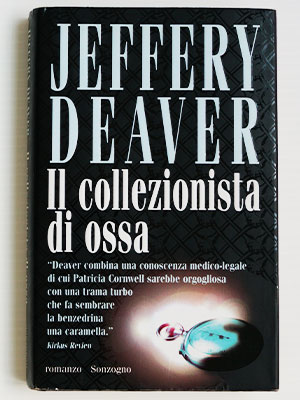 JEFFERY
DEAVER
Il collezionista
di ossa
“Deaver combina una conoscenza medico-legale
di cui Patricia Cornwell sarebbe orgogliosa
con una trama turbo
che fa sembrare
la benzedrina
una caramella.”
Kirkus Review
romanzo Sonzogno